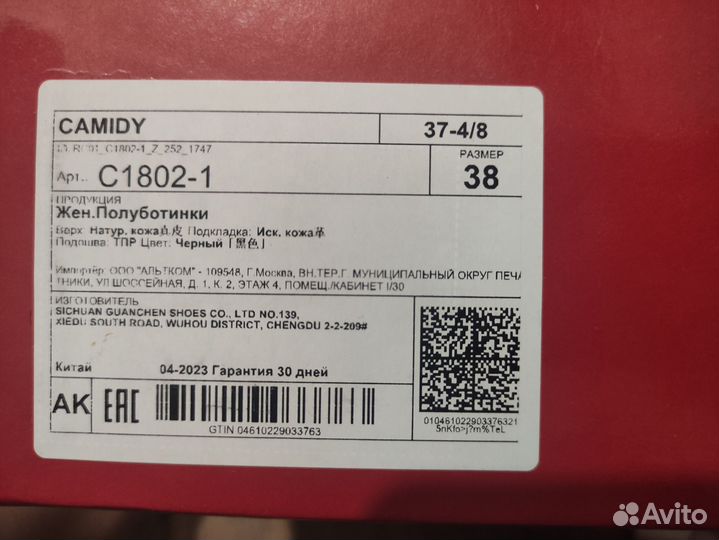 CAMIDY 37-4/8
C1802-1_Z_252_1747 РАЗМЕР
Арт.. C1802-1 38
ПРОДУКЦИЯ
Жен.Полуботинки
Верх: Натур. кожа真皮 Подкладка: Иск. кожа革
Подошва: ТПР Цвет: Черный「黑色」
Импортёр: ООО "АЛЬТКОМ" - 109548, Г.Москва, ВН.ТЕР.Г. МУНИЦИПАЛЬНЫЙ ОКРУГ ПЕЧА
ТНИКИ, УЛ ШОССЕЙНАЯ, Д. 1, К. 2, ЭТАЖ 4, ПОМЕЩ./КАБИНЕТ I/30
ИЗГОТОВИТЕЛЬ
SICHUAN GUANCHEN SHOES CO., LTD NO.139,
XIEDU SOUTH ROAD, WUHOU DISTRICT, CHENGDU 2-2-209#
Китай 04-2023 Гарантия 30 дней
АК EAC
GTIN 04610229033763
010461022903376321
5nKfo>j?m%TeL
Avito